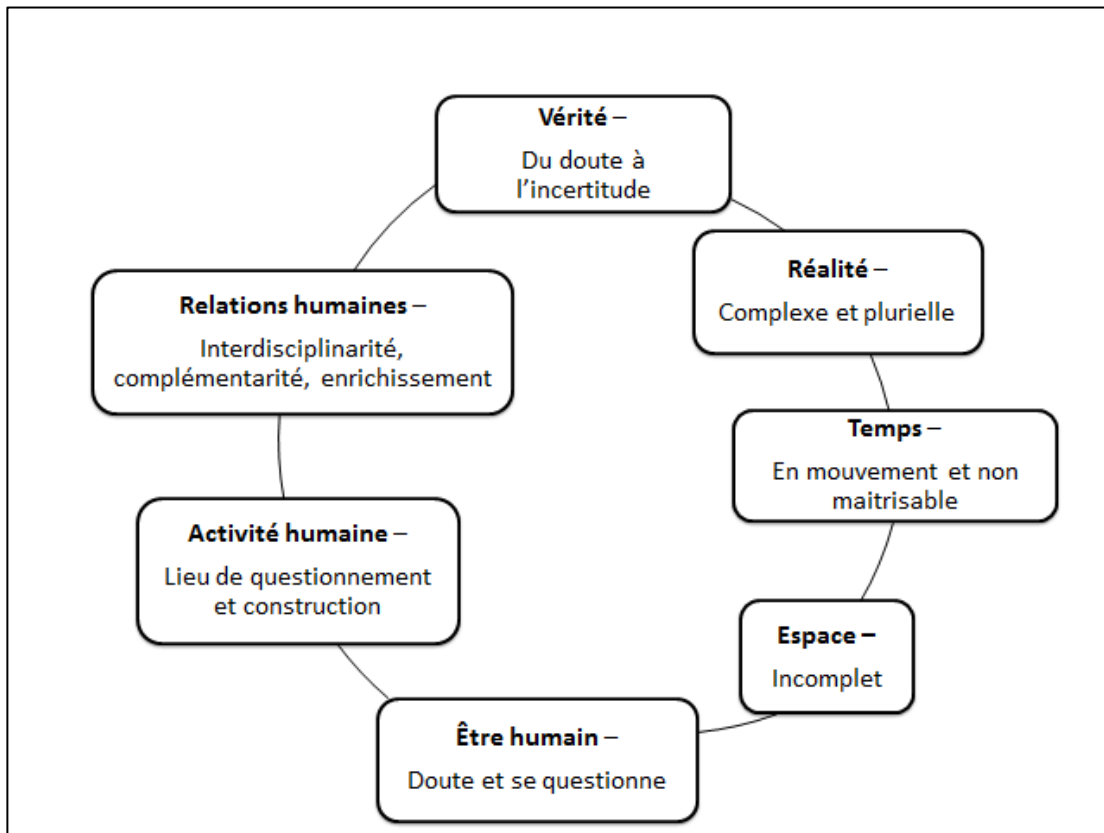 Vérité –
Du doute à
l'incertitude
Réalité –
Complexe et plurielle
Temps –
En mouvement et non
maitrisable
Espace –
Incomplet
Être humain –
Doute et se questionne
Activité humaine –
Lieu de questionnement
et construction
Relations humaines –
Interdisciplinarité,
complémentarité, enrichissement